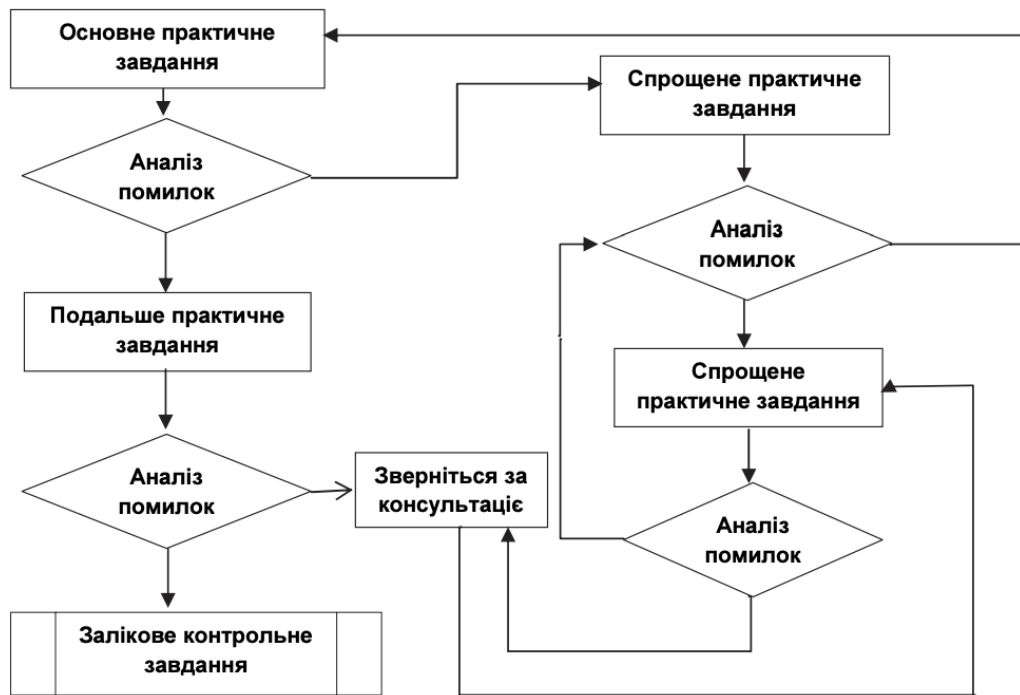 Основне практичне
завдання
Спрощене практичне
завдання
Аналіз
помилок
Аналіз
помилок
Подальше практичне
завдання
Спрощене
практичне завдання
Аналіз
помилок
Зверніться за
консультаціє
Аналіз
помилок
Залікове контрольне
завдання